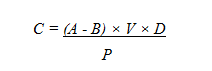 C = (A - B) × V × D
P